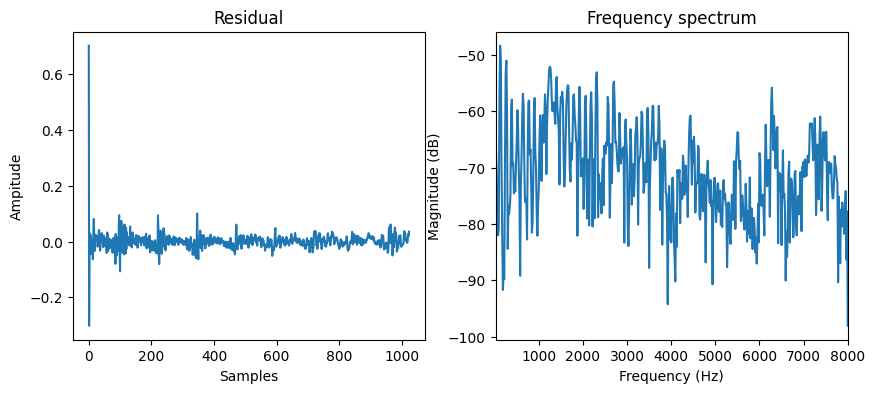 Residual
Ampitude
0.6
0.4
0.2
0.0
−0.2
0 200 400 600 800 1000
Samples
Frequency spectrum
Magnitude (dB)
−50
−60
−70
−80
−90
−100
1000 2000 3000 4000 5000 6000 7000 8000
Frequency (Hz)